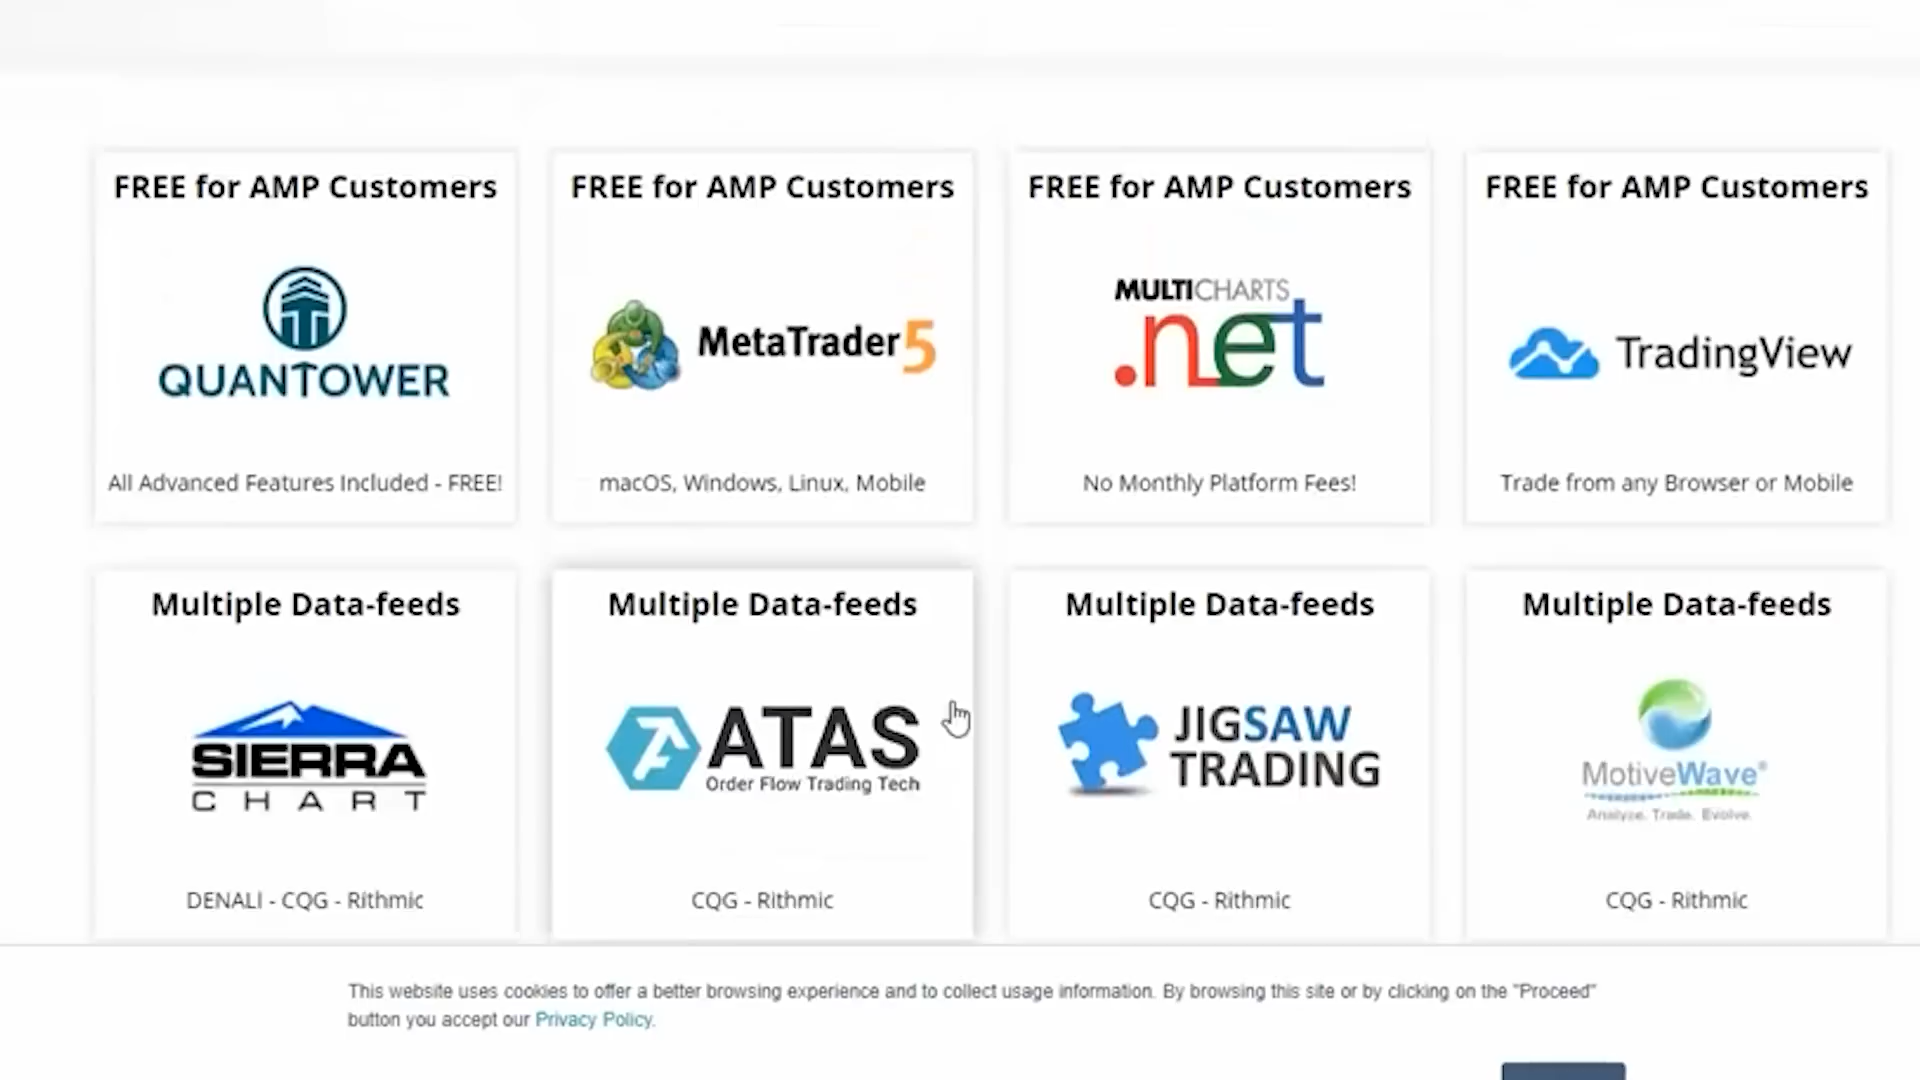 FREE for AMP Customers
QUANTOWER
All Advanced Features Included - FREE!
FREE for AMP Customers
MetaTrader 5
macOS, Windows, Linux, Mobile
FREE for AMP Customers
MULTICHARTS
.net
No Monthly Platform Fees!
FREE for AMP Customers
TradingView
Trade from any Browser or Mobile
Multiple Data-feeds
SIERRA
CHART
DENALI - CQG - Rithmic
Multiple Data-feeds
ATAS
Order Flow Trading Tech
CQG - Rithmic
Multiple Data-feeds
JIGSAW
TRADING
CQG - Rithmic
Multiple Data-feeds
MotiveWave®
Analyze. Trade. Evolve.
CQG - Rithmic
This website uses cookies to offer a better browsing experience and to collect usage information. By browsing this site or by clicking on the "Proceed"
button you accept our Privacy Policy.